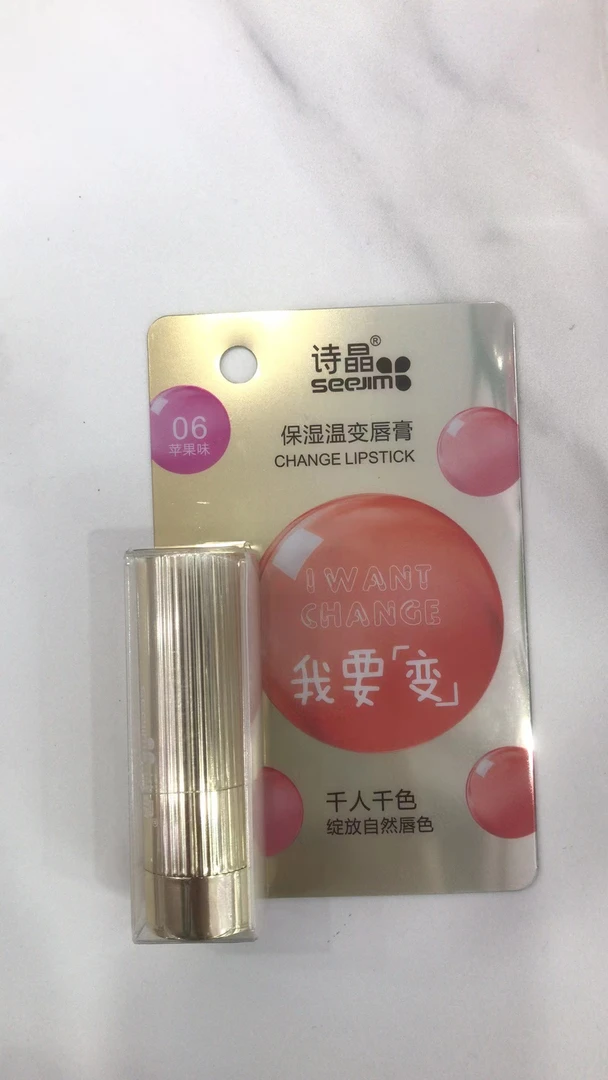 诗晶®
seejim
06
苹果味
保湿温变唇膏
CHANGE LIPSTICK
I WANT
CHANGE
我要「变」
千人千色
绽放自然唇色